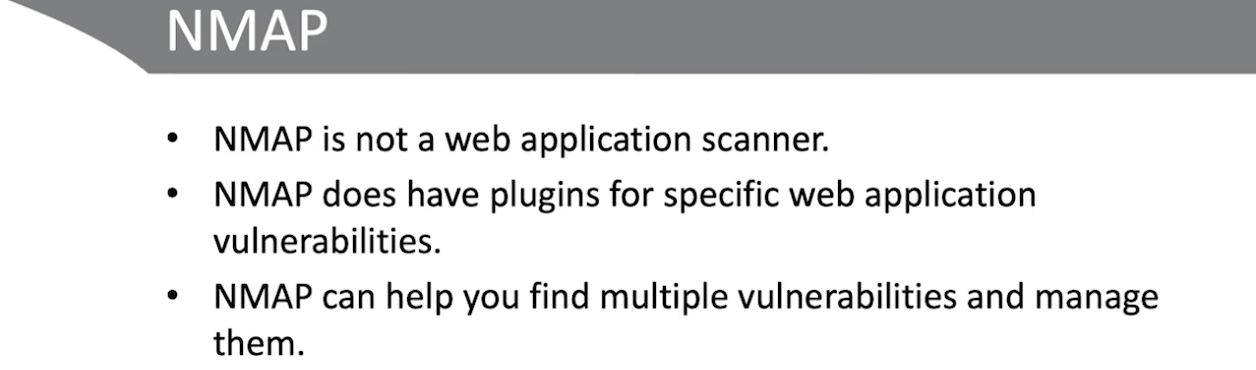 NMAP
• NMAP is not a web application scanner.
• NMAP does have plugins for specific web application
vulnerabilities.
• NMAP can help you find multiple vulnerabilities and manage
them.